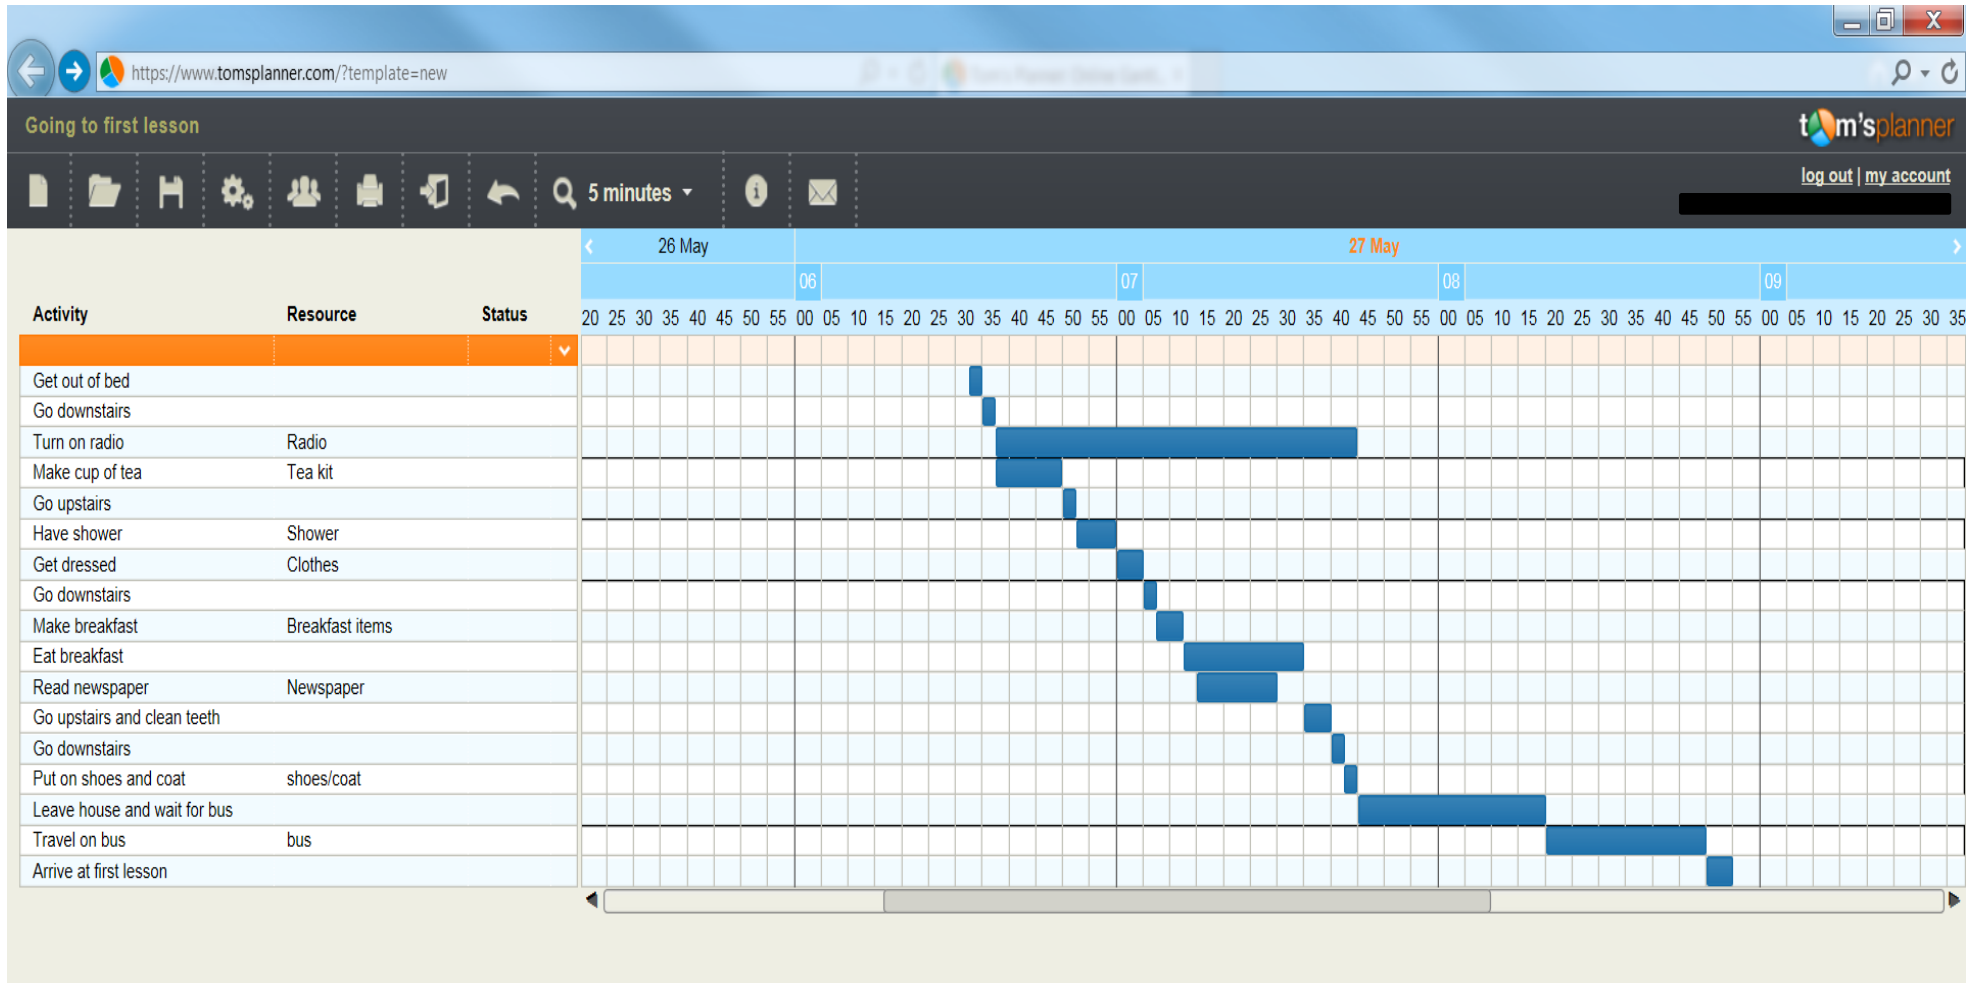 X
https://www.tomsplanner.com/?template=new
Going to first lesson
tom'splanner
5 minutes
log out | my account
26 May
27 May
06 07 08 09
Activity Resource Status
20 25 30 35 40 45 50 55 00 05 10 15 20 25 30 35 40 45 50 55 00 05 10 15 20 25 30 35 40 45 50 55 00 05 10 15 20 25 30 35 40 45 50 55 00 05 10 15 20 25 30 35
Get out of bed
Go downstairs
Turn on radio Radio
Make cup of tea Tea kit
Go upstairs
Have shower Shower
Get dressed Clothes
Go downstairs
Make breakfast Breakfast items
Eat breakfast
Read newspaper Newspaper
Go upstairs and clean teeth
Go downstairs
Put on shoes and coat shoes/coat
Leave house and wait for bus
Travel on bus bus
Arrive at first lesson